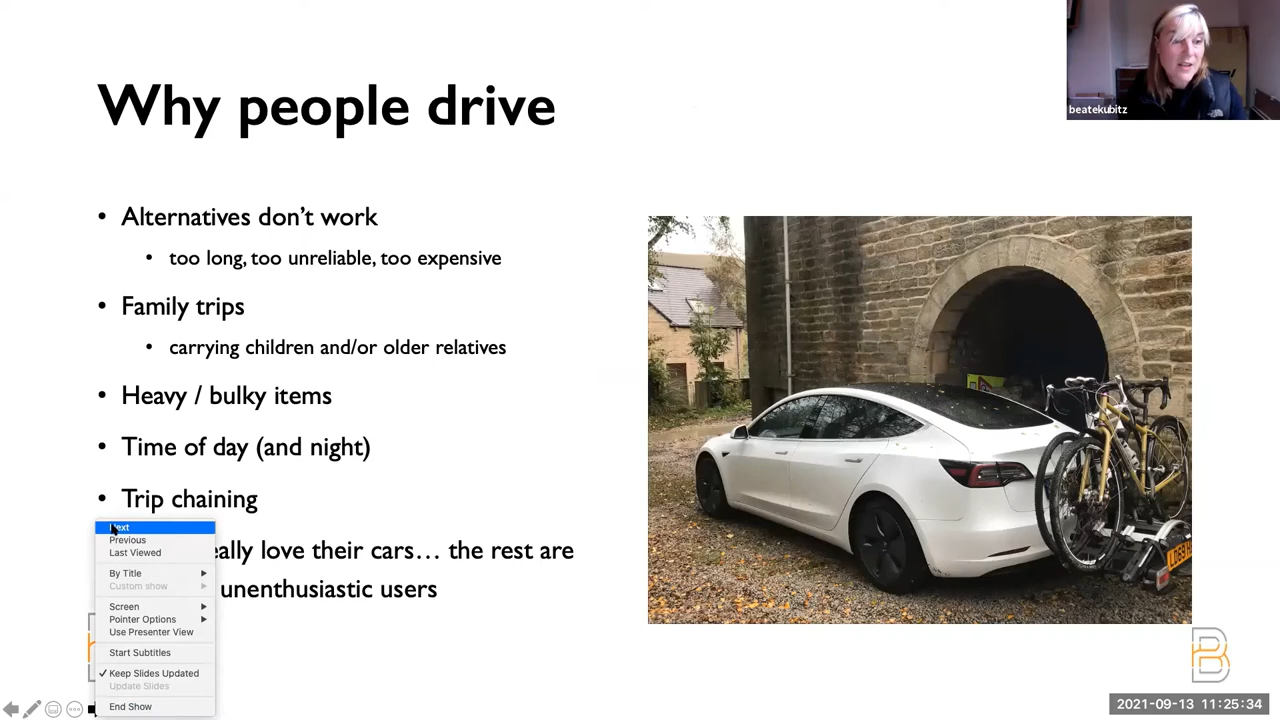 beatekubitz
Why people drive
• Alternatives don’t work
• too long, too unreliable, too expensive
• Family trips
• carrying children and/or older relatives
• Heavy / bulky items
• Time of day (and night)
• Trip chaining
love their cars… the rest are
unenthusiastic users
Next
Previous
Last Viewed
By Title
Custom show
Screen
Pointer Options
Use Presenter View
Start Subtitles
✓ Keep Slides Updated
Update Slides
End Show
B
2021-09-13 11:25:34